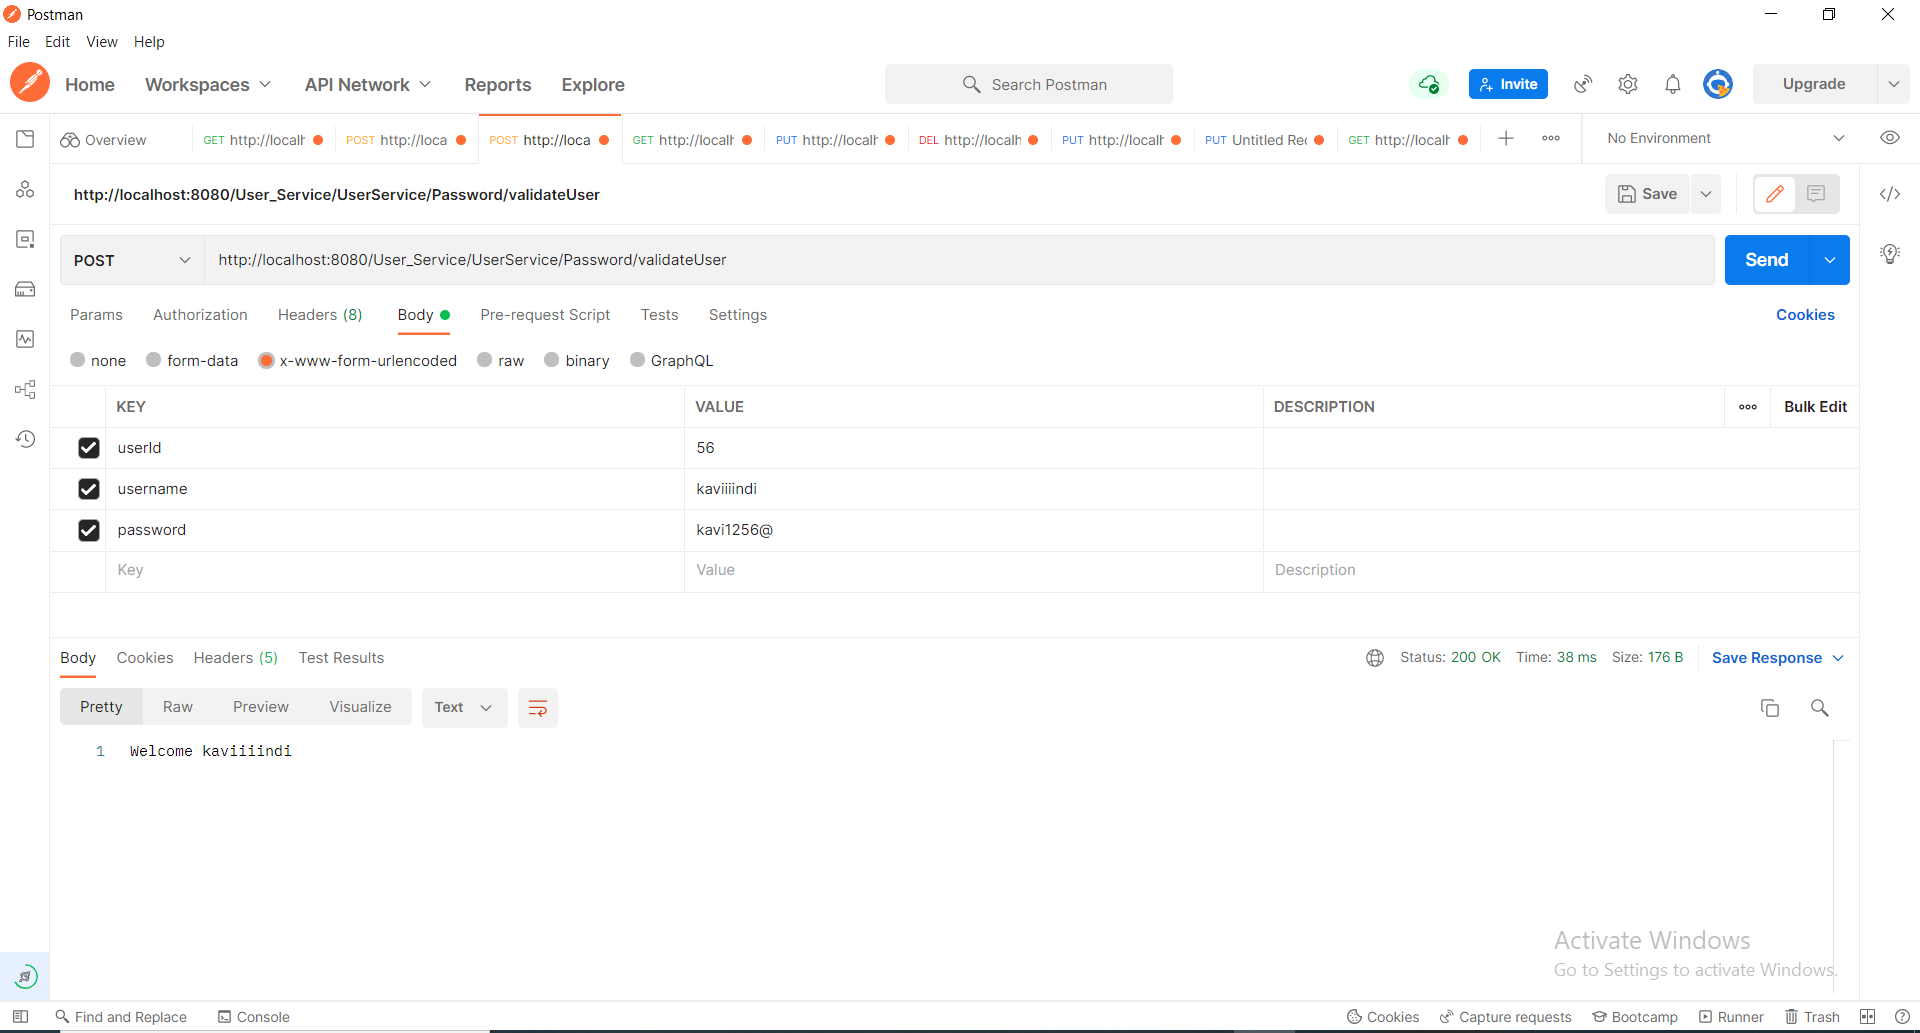 Postman
File Edit View Help
Home Workspaces API Network Reports Explore Search Postman Invite Upgrade
Overview GET http://localh POST http://loca POST http://loca GET http://localh PUT http://localh DEL http://localh PUT http://localh PUT Untitled Rec GET http://localh No Environment
http://localhost:8080/User_Service/UserService/Password/validateUser Save
POST http://localhost:8080/User_Service/UserService/Password/validateUser Send
Params Authorization Headers (8) Body Pre-request Script Tests Settings Cookies
none form-data x-www-form-urlencoded raw binary GraphQL
KEY VALUE DESCRIPTION Bulk Edit
userId 56
username kaviiiindi
password kavi1256@
Key Value Description
Body Cookies Headers (5) Test Results Status: 200 OK Time: 38 ms Size: 176 B Save Response
Pretty Raw Preview Visualize Text
1 Welcome kaviiiindi
Activate Windows
Go to Settings to activate Windows.
Find and Replace Console Cookies Capture requests Bootcamp Runner Trash